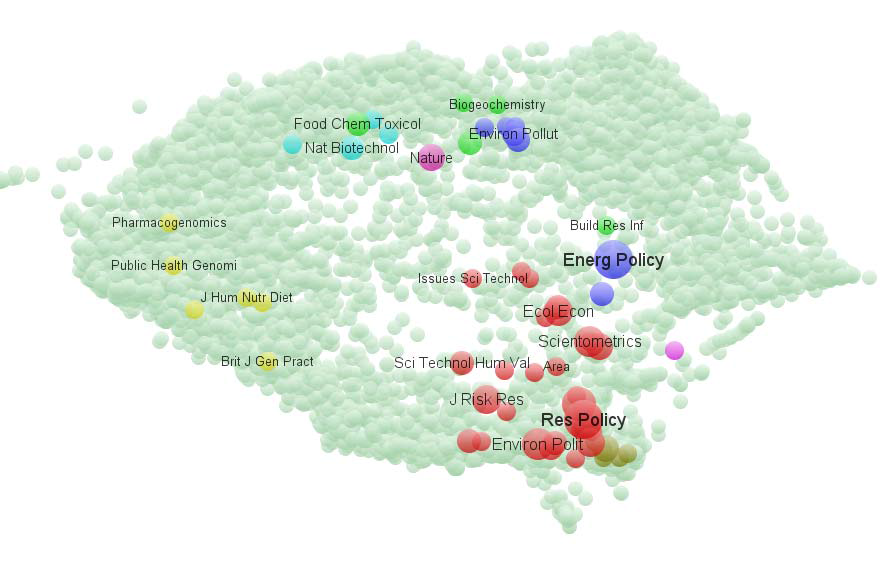 Biogeochemistry
Food Chem Toxicol
Environ Pollut
Nat Biotechnol
Nature
Pharmacogenomics
Build Res Inf
Energ Policy
Public Health Genomi
Issues Sci Technol
J Hum Nutr Diet
Ecol Econ
Scientometrics
Brit J Gen Pract
Sci Technol Hum Val
Area
J Risk Res
Res Policy
Environ Polit